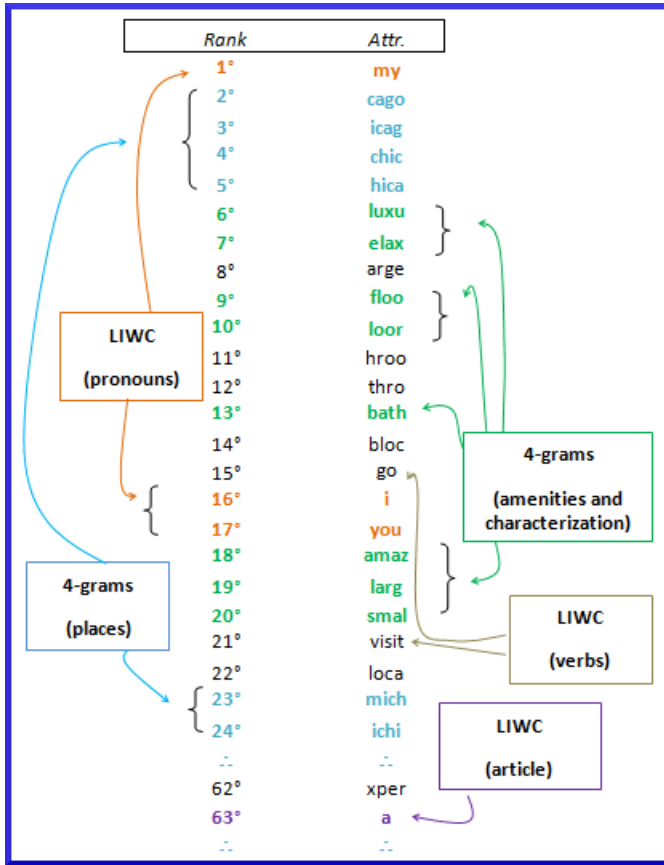 Rank Attr.
1° my
2° cago
3° icag
4° chic
5° hica
6° luxu
7° elax
8° arge
9° floo
10° loor
11° hroo
12° thro
13° bath
14° bloc
15° go
16° i
17° you
18° amaz
19° larg
20° smal
21° visit
22° loca
23° mich
24° ichi
62° xper
63° a
LIWC
(pronouns)
4-grams
(places)
4-grams
(amenities and
characterization)
LIWC
(verbs)
LIWC
(article)